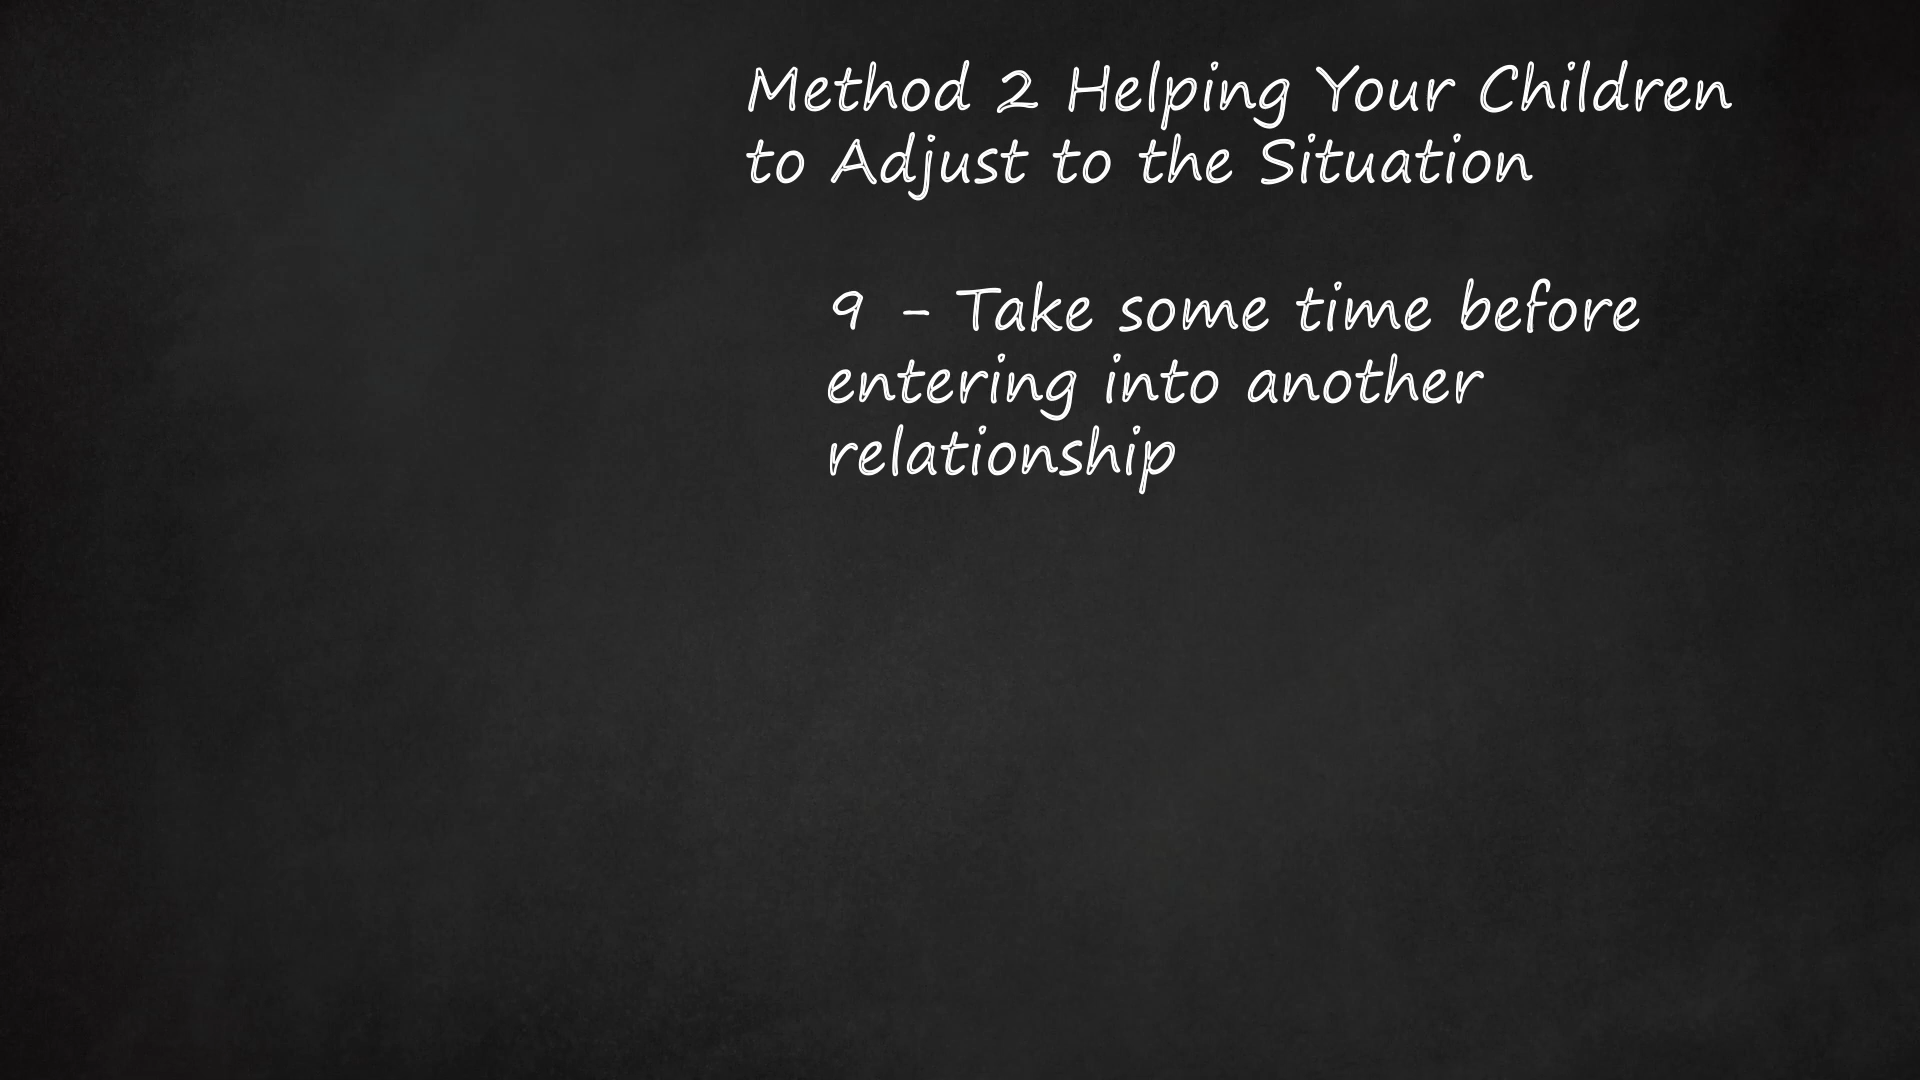 Method 2 Helping Your Children
to Adjust to the Situation
9 - Take some time before
entering into another
relationship